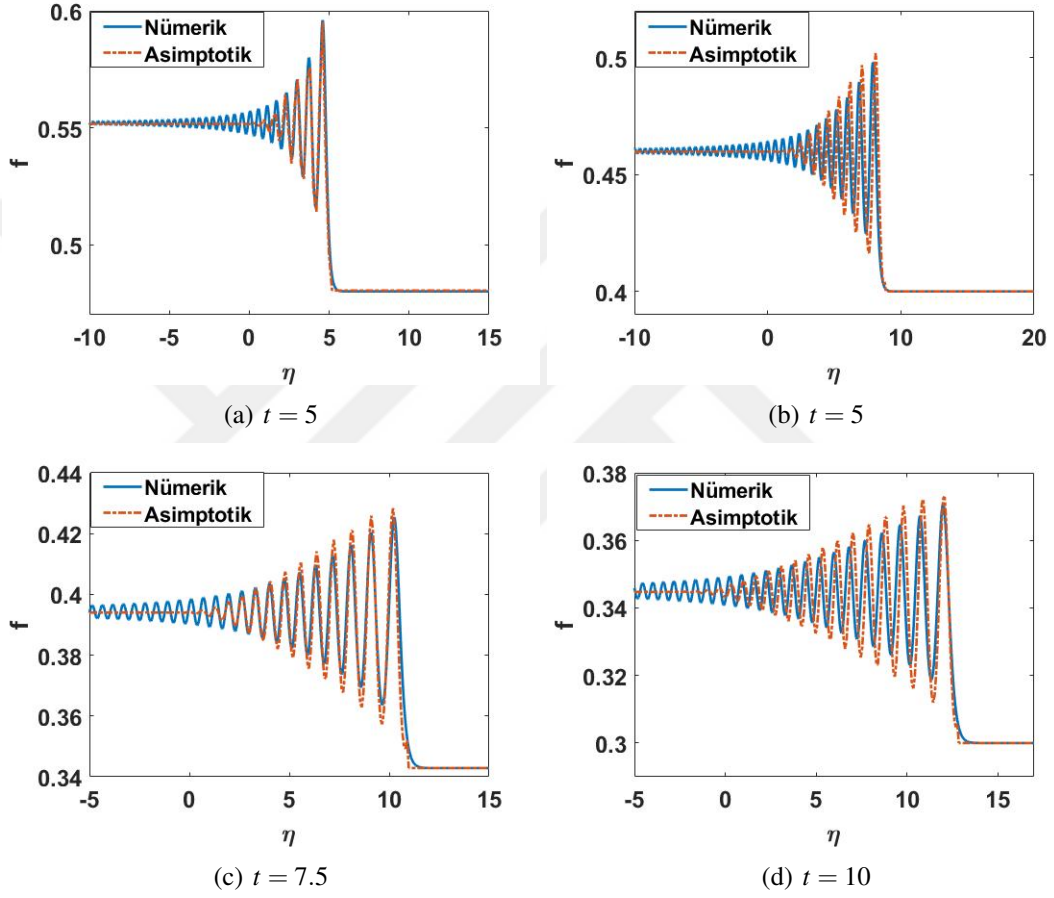 0.6
Nümerik
Asimptotik
0.55
f
0.5
-10 -5 0 5 10 15
η
(a) t = 5
Nümerik
Asimptotik
0.5
0.45
f
0.4
-10 0 10 20
η
(b) t = 5
0.44
Nümerik
Asimptotik
0.42
0.4
f
0.38
0.36
0.34
-5 0 5 10 15
η
(c) t = 7.5
0.38
Nümerik
Asimptotik
0.36
0.34
f
0.32
0.3
-5 0 5 10 15
η
(d) t = 10